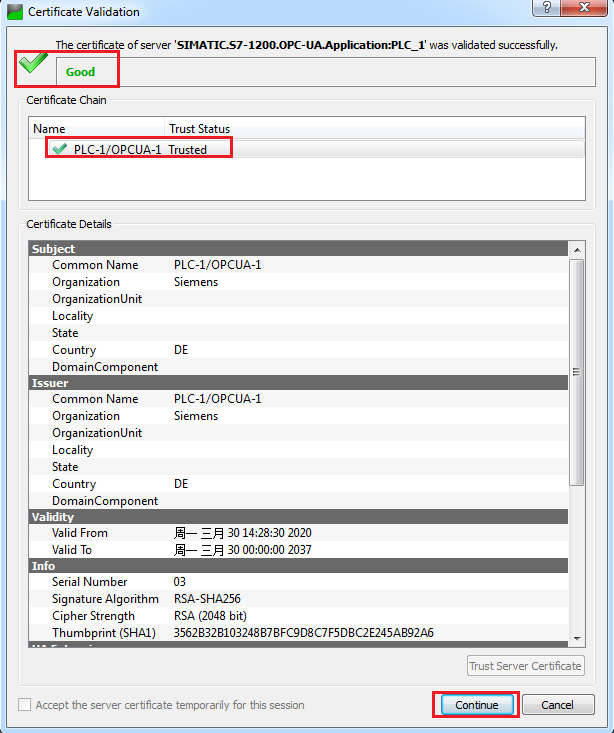 Certificate Validation
The certificate of server 'SIMATIC.S7-1200.OPC-UA.Application:PLC_1' was validated successfully.
Good
Certificate Chain
Name Trust Status
PLC-1/OPCUA-1 Trusted
Certificate Details
Subject
Common Name PLC-1/OPCUA-1
Organization Siemens
OrganizationUnit
Locality
State
Country DE
DomainComponent
Issuer
Common Name PLC-1/OPCUA-1
Organization Siemens
OrganizationUnit
Locality
State
Country DE
DomainComponent
Validity
Valid From 周一 三月 30 14:28:30 2020
Valid To 周一 三月 30 00:00:00 2037
Info
Serial Number 03
Signature Algorithm RSA-SHA256
Cipher Strength RSA (2048 bit)
Thumbprint (SHA1) 3562B32B103248B7BFC9D8C7F5DBC2E245AB92A6
Trust Server Certificate
Accept the server certificate temporarily for this session
Continue Cancel